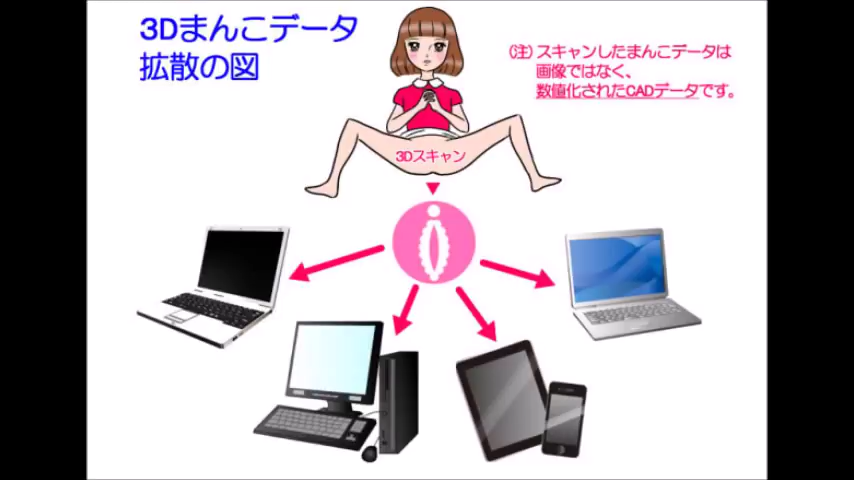 3Dまんこデータ
拡散の図
(注) スキャンしたまんこデータは
画像ではなく、
数値化されたCADデータです。
3Dスキャン